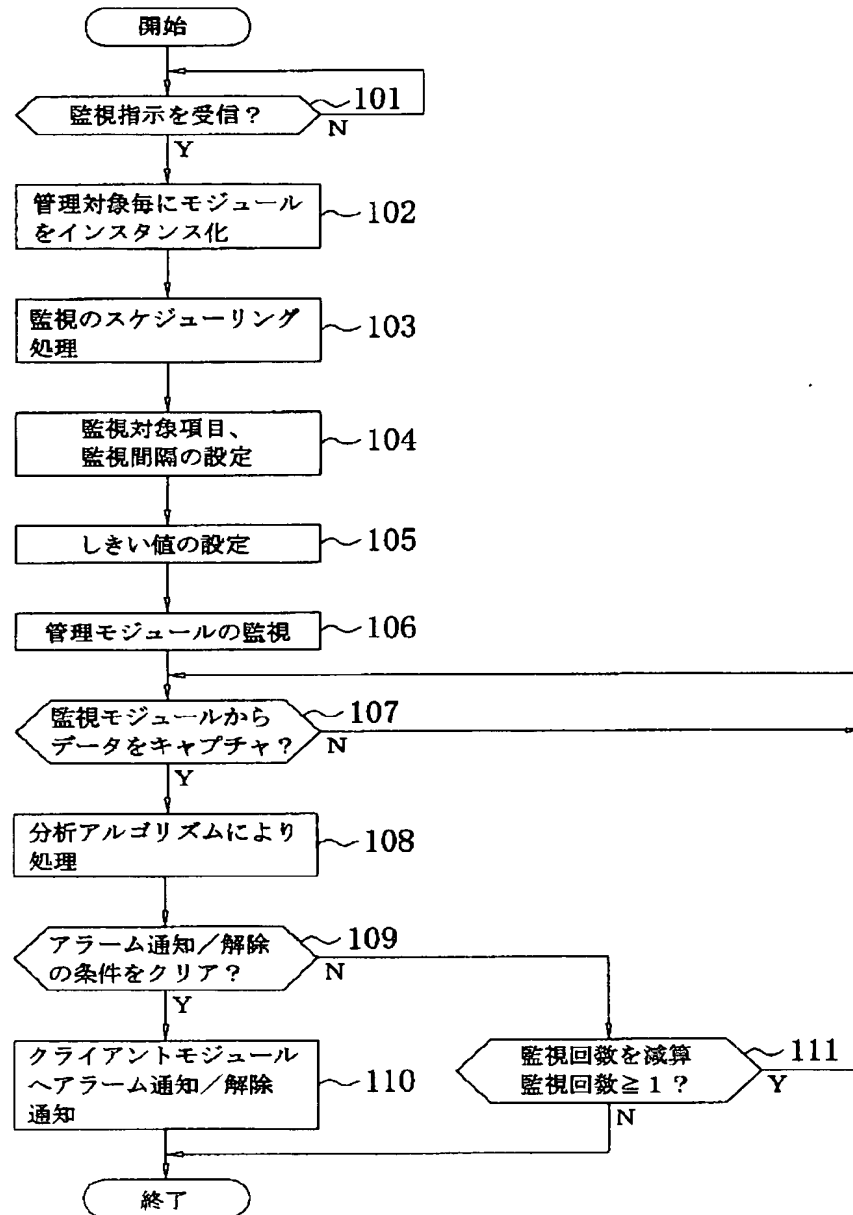 開始
監視指示を受信？
101
N
Y
管理対象毎にモジュール
をインスタンス化
102
監視のスケジューリング
処理
103
監視対象項目、
監視間隔の設定
104
しきい値の設定
105
管理モジュールの監視
106
監視モジュールから
データをキャプチャ？
107
N
Y
分析アルゴリズムにより
処理
108
アラーム通知／解除
の条件をクリア？
109
N
Y
クライアントモジュール
へアラーム通知／解除
通知
110
監視回数を減算
監視回数≧１？
111
Y
N
終了